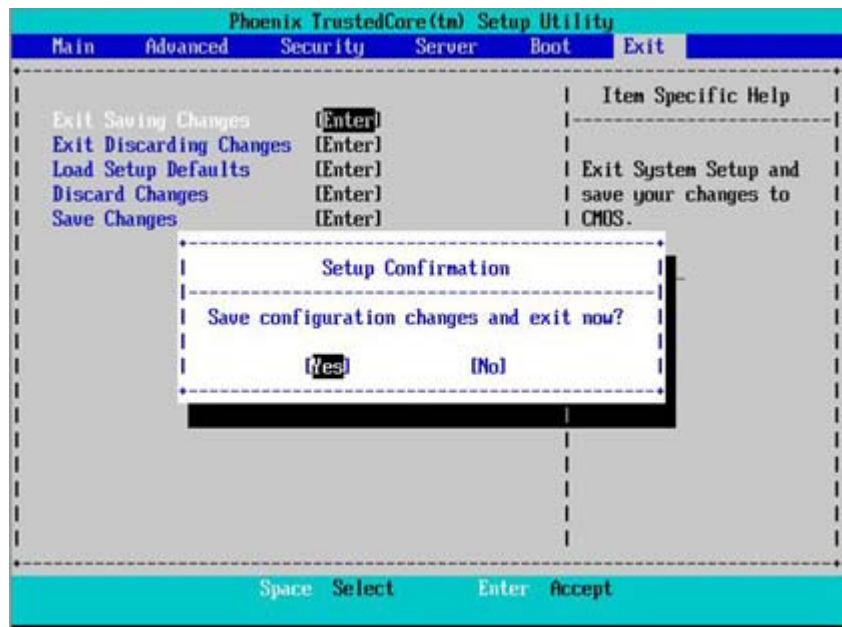 Phoenix TrustedCore(tm) Setup Utility
Main Advanced Security Server Boot Exit
Item Specific Help
Exit Saving Changes [Enter]
Exit Discarding Changes [Enter]
Load Setup Defaults [Enter]
Discard Changes [Enter]
Save Changes [Enter]
Exit System Setup and
save your changes to
CMOS.
Setup Confirmation
Save configuration changes and exit now?
[Yes] [No]
Space Select Enter Accept